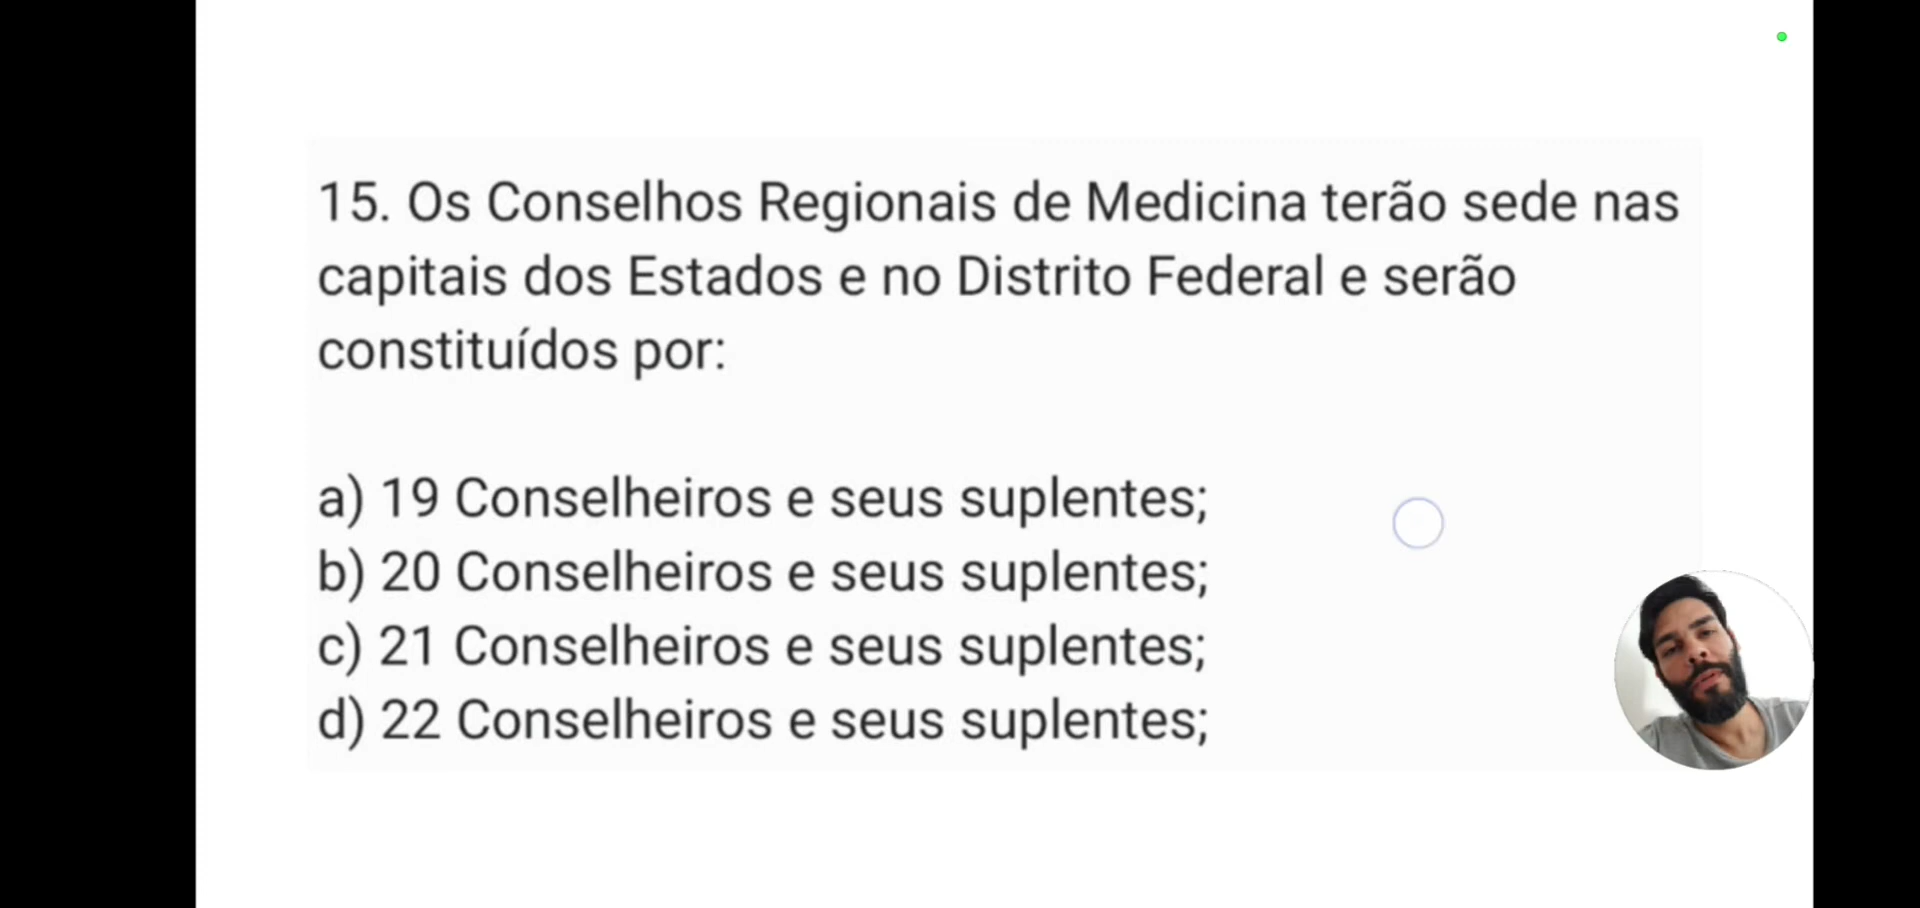 15. Os Conselhos Regionais de Medicina terão sede nas
capitais dos Estados e no Distrito Federal e serão
constituídos por:
a) 19 Conselheiros e seus suplentes;
b) 20 Conselheiros e seus suplentes;
c) 21 Conselheiros e seus suplentes;
d) 22 Conselheiros e seus suplentes;